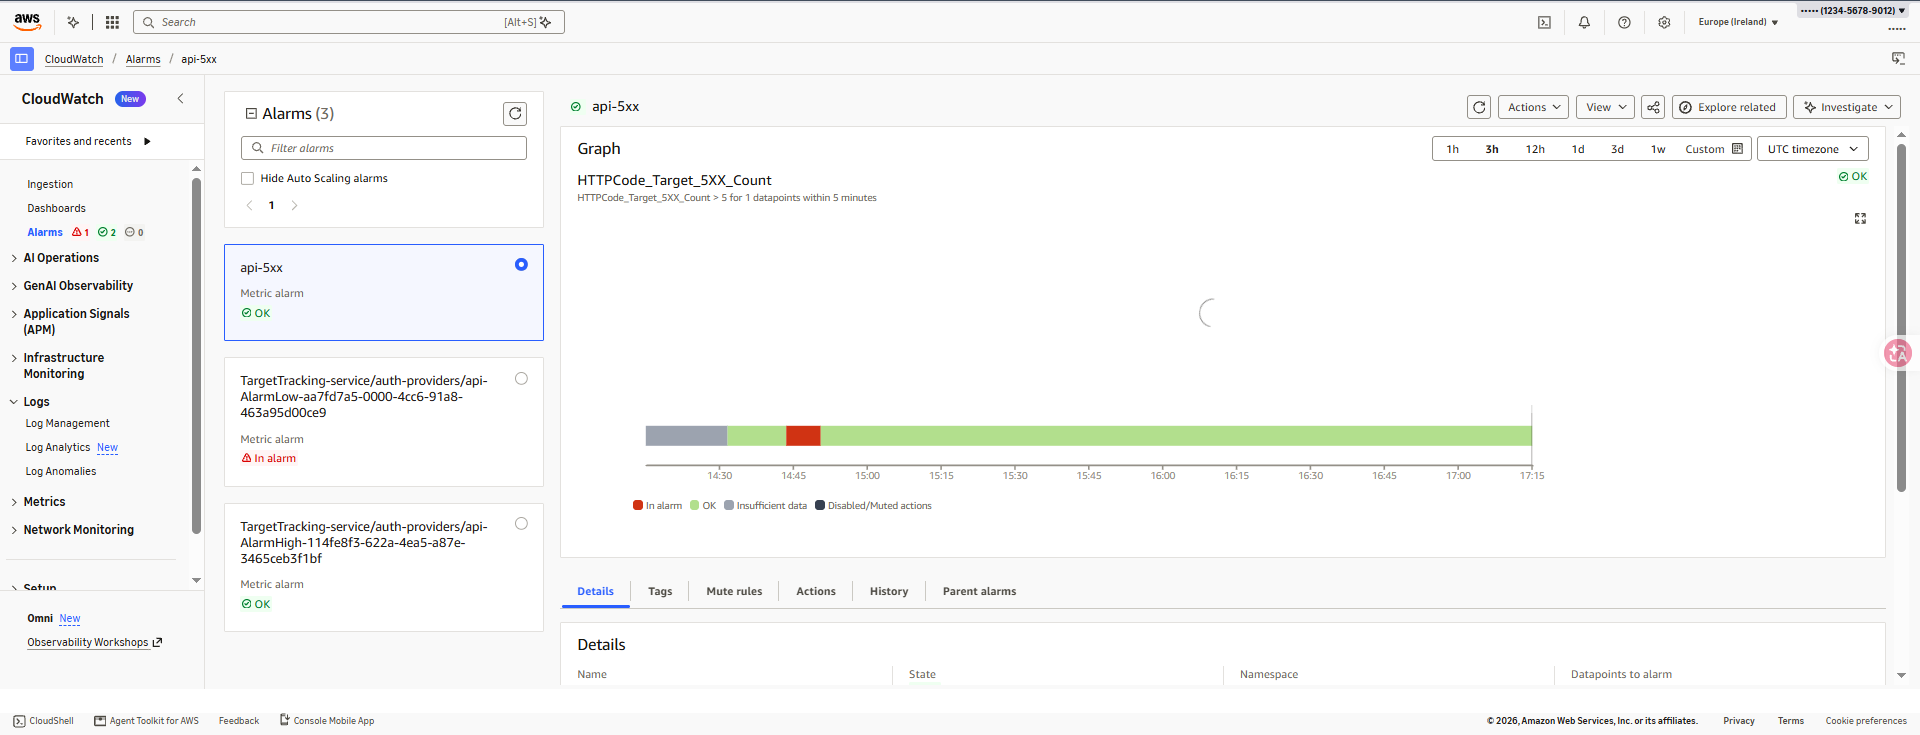 aws
Search [Alt+S]
Europe (Ireland) ▼
••••• (1234-5678-9012) ▼
•••••
CloudWatch / Alarms / api-5xx
CloudWatch New
Favorites and recents
Ingestion
Dashboards
Alarms 1 2 0
AI Operations
GenAI Observability
Application Signals
(APM)
Infrastructure
Monitoring
Logs
Log Management
Log Analytics New
Log Anomalies
Metrics
Network Monitoring
Setup
Omni New
Observability Workshops
Alarms (3)
Filter alarms
Hide Auto Scaling alarms
1
api-5xx
Metric alarm
OK
TargetTracking-service/auth-providers/api-
AlarmLow-aa7fd7a5-0000-4cc6-91a8-
463a95d00ce9
Metric alarm
In alarm
TargetTracking-service/auth-providers/api-
AlarmHigh-114fe8f3-622a-4ea5-a87e-
3465ceb3f1bf
Metric alarm
OK
api-5xx
Actions View Explore related Investigate
Graph
1h 3h 12h 1d 3d 1w Custom UTC timezone
HTTPCode_Target_5XX_Count
OK
HTTPCode_Target_5XX_Count > 5 for 1 datapoints within 5 minutes
14:30 14:45 15:00 15:15 15:30 15:45 16:00 16:15 16:30 16:45 17:00 17:15
In alarm OK Insufficient data Disabled/Muted actions
Details Tags Mute rules Actions History Parent alarms
Details
Name State Namespace Datapoints to alarm
CloudShell Agent Toolkit for AWS Feedback Console Mobile App
© 2026, Amazon Web Services, Inc. or its affiliates. Privacy Terms Cookie preferences